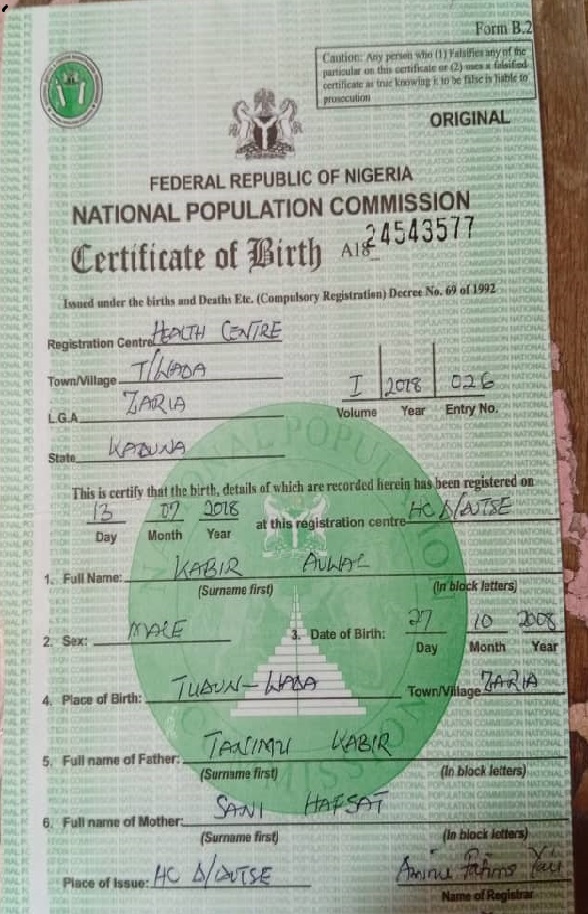 Form B.2
Caution: Any person who (1) Falsifies any of the
particular on this certificate or (2) uses a falsified
certificate as true knowing it to be false is liable to
prosecution
ORIGINAL
FEDERAL REPUBLIC OF NIGERIA
NATIONAL POPULATION COMMISSION
Certificate of Birth A18 24543577
Issued under the births and Deaths Etc. (Compulsory Registration) Decree No. 69 of 1992
Registration Centre HEALTH CENTRE
Town/Village T/WADA
I 2018 026
L.G.A ZARIA
Volume Year Entry No.
State KADUNA
This is certify that the birth, details of which are recorded herein has been registered on
13 07 2018 at this registration centre HC D/DUTSE
Day Month Year
1. Full Name: KABIR AUWAL
(Surname first) (In block letters)
2. Sex: MALE 3. Date of Birth: 27 10 2008
Day Month Year
4. Place of Birth: TUDUN-WADA Town/Village ZARIA
5. Full name of Father: TANIMU KABIR
(Surname first) (In block letters)
6. Full name of Mother: SANI HAFSAT
(Surname first) (In block letters)
Place of Issue: HC D/DUTSE Aminu
Name of Registrar